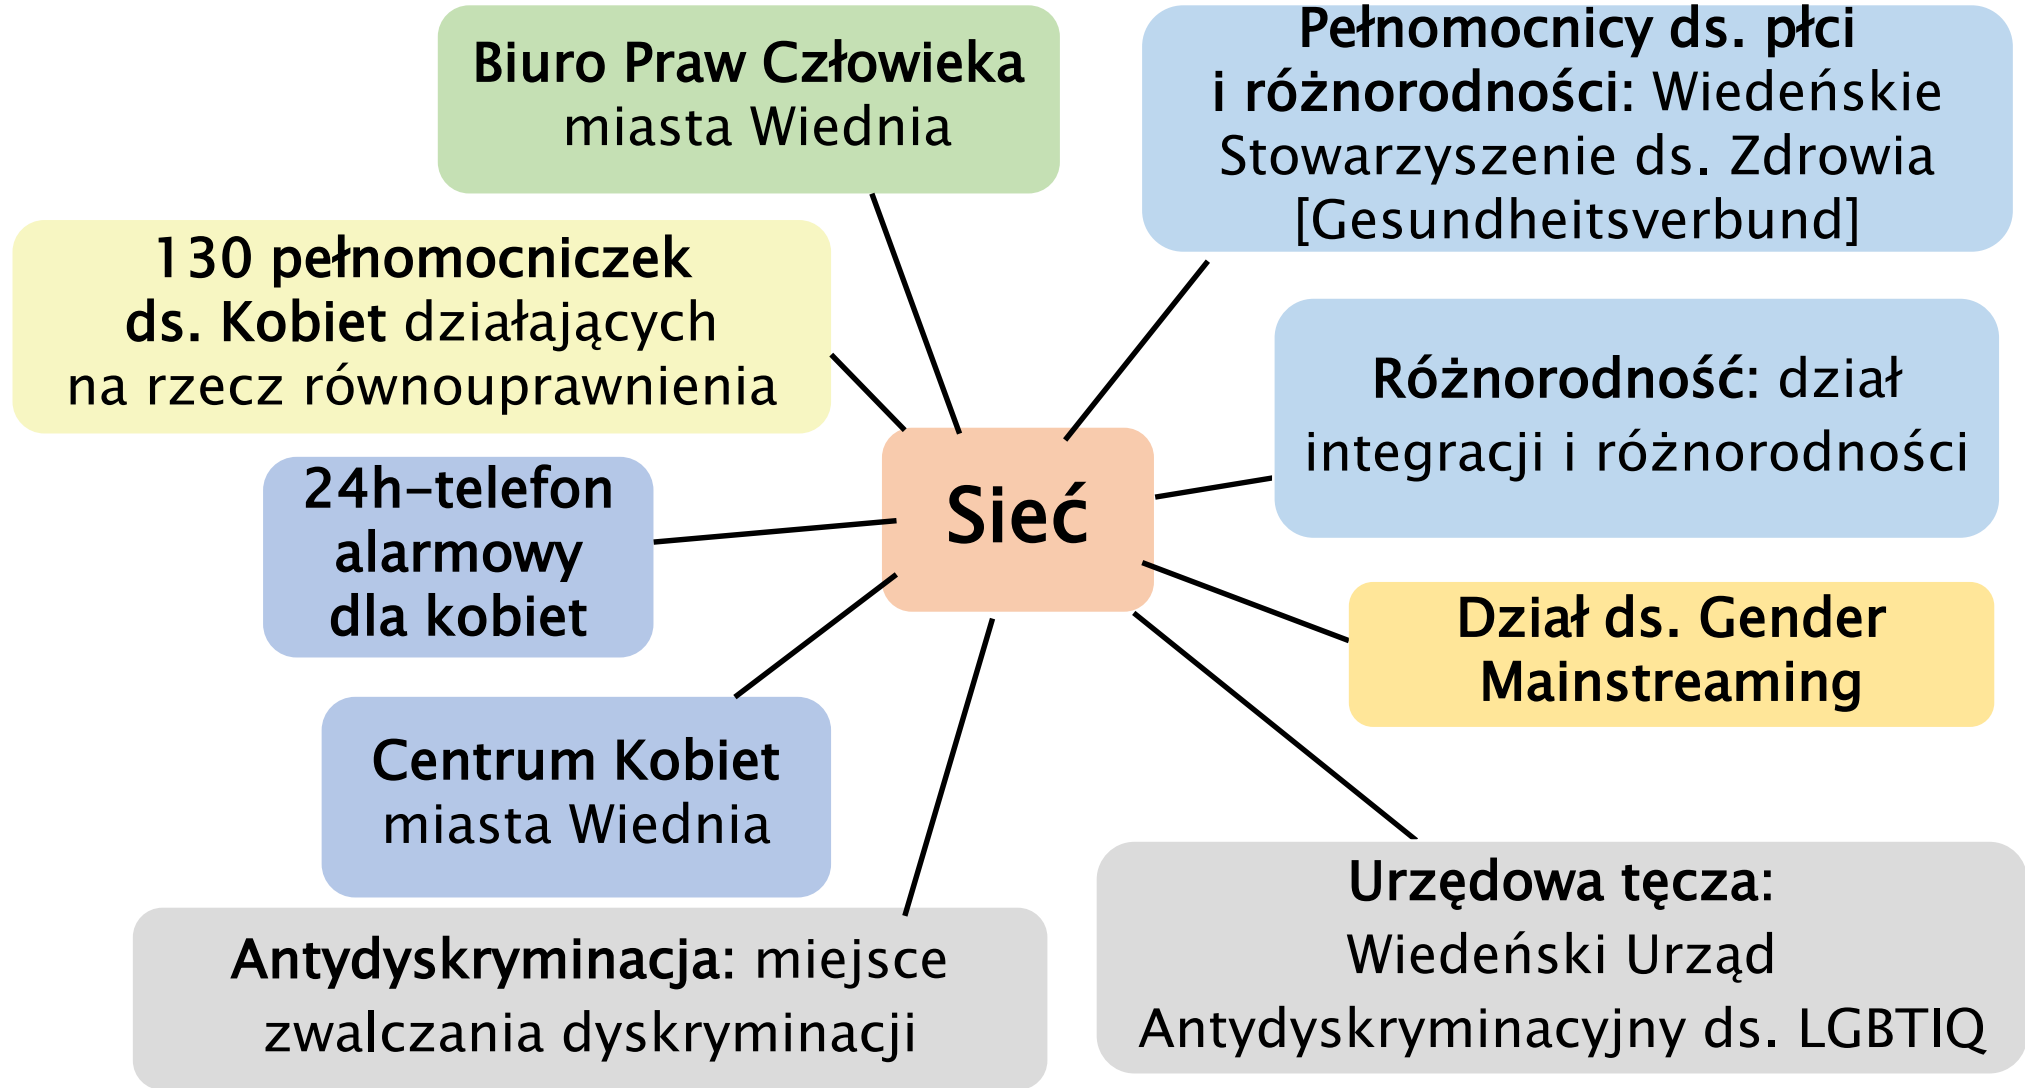 Biuro Praw Człowieka
miasta Wiednia
Pełnomocnicy ds. płci
i różnorodności: Wiedeńskie
Stowarzyszenie ds. Zdrowia
[Gesundheitsverbund]
130 pełnomocniczek
ds. Kobiet działających
na rzecz równouprawnienia
Różnorodność: dział
integracji i różnorodności
24h-telefon
alarmowy
dla kobiet
Sieć
Dział ds. Gender
Mainstreaming
Centrum Kobiet
miasta Wiednia
Antydyskryminacja: miejsce
zwalczania dyskryminacji
Urzędowa tęcza:
Wiedeński Urząd
Antydyskryminacyjny ds. LGBTIQ